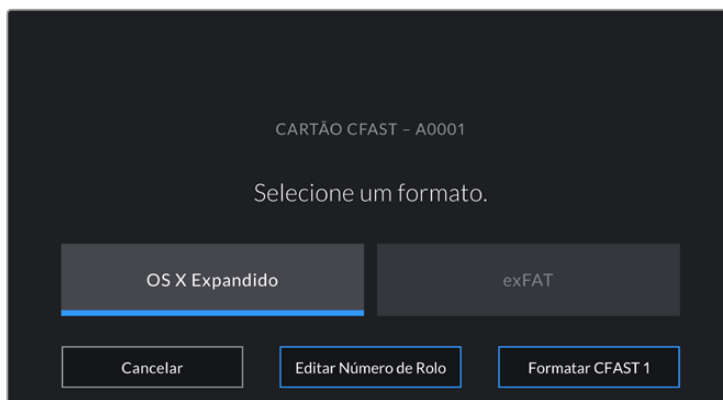 CARTÃO CFAST – A0001
Selecione um formato.
OS X Expandido
exFAT
Cancelar
Editar Número de Rolo
Formatar CFAST 1